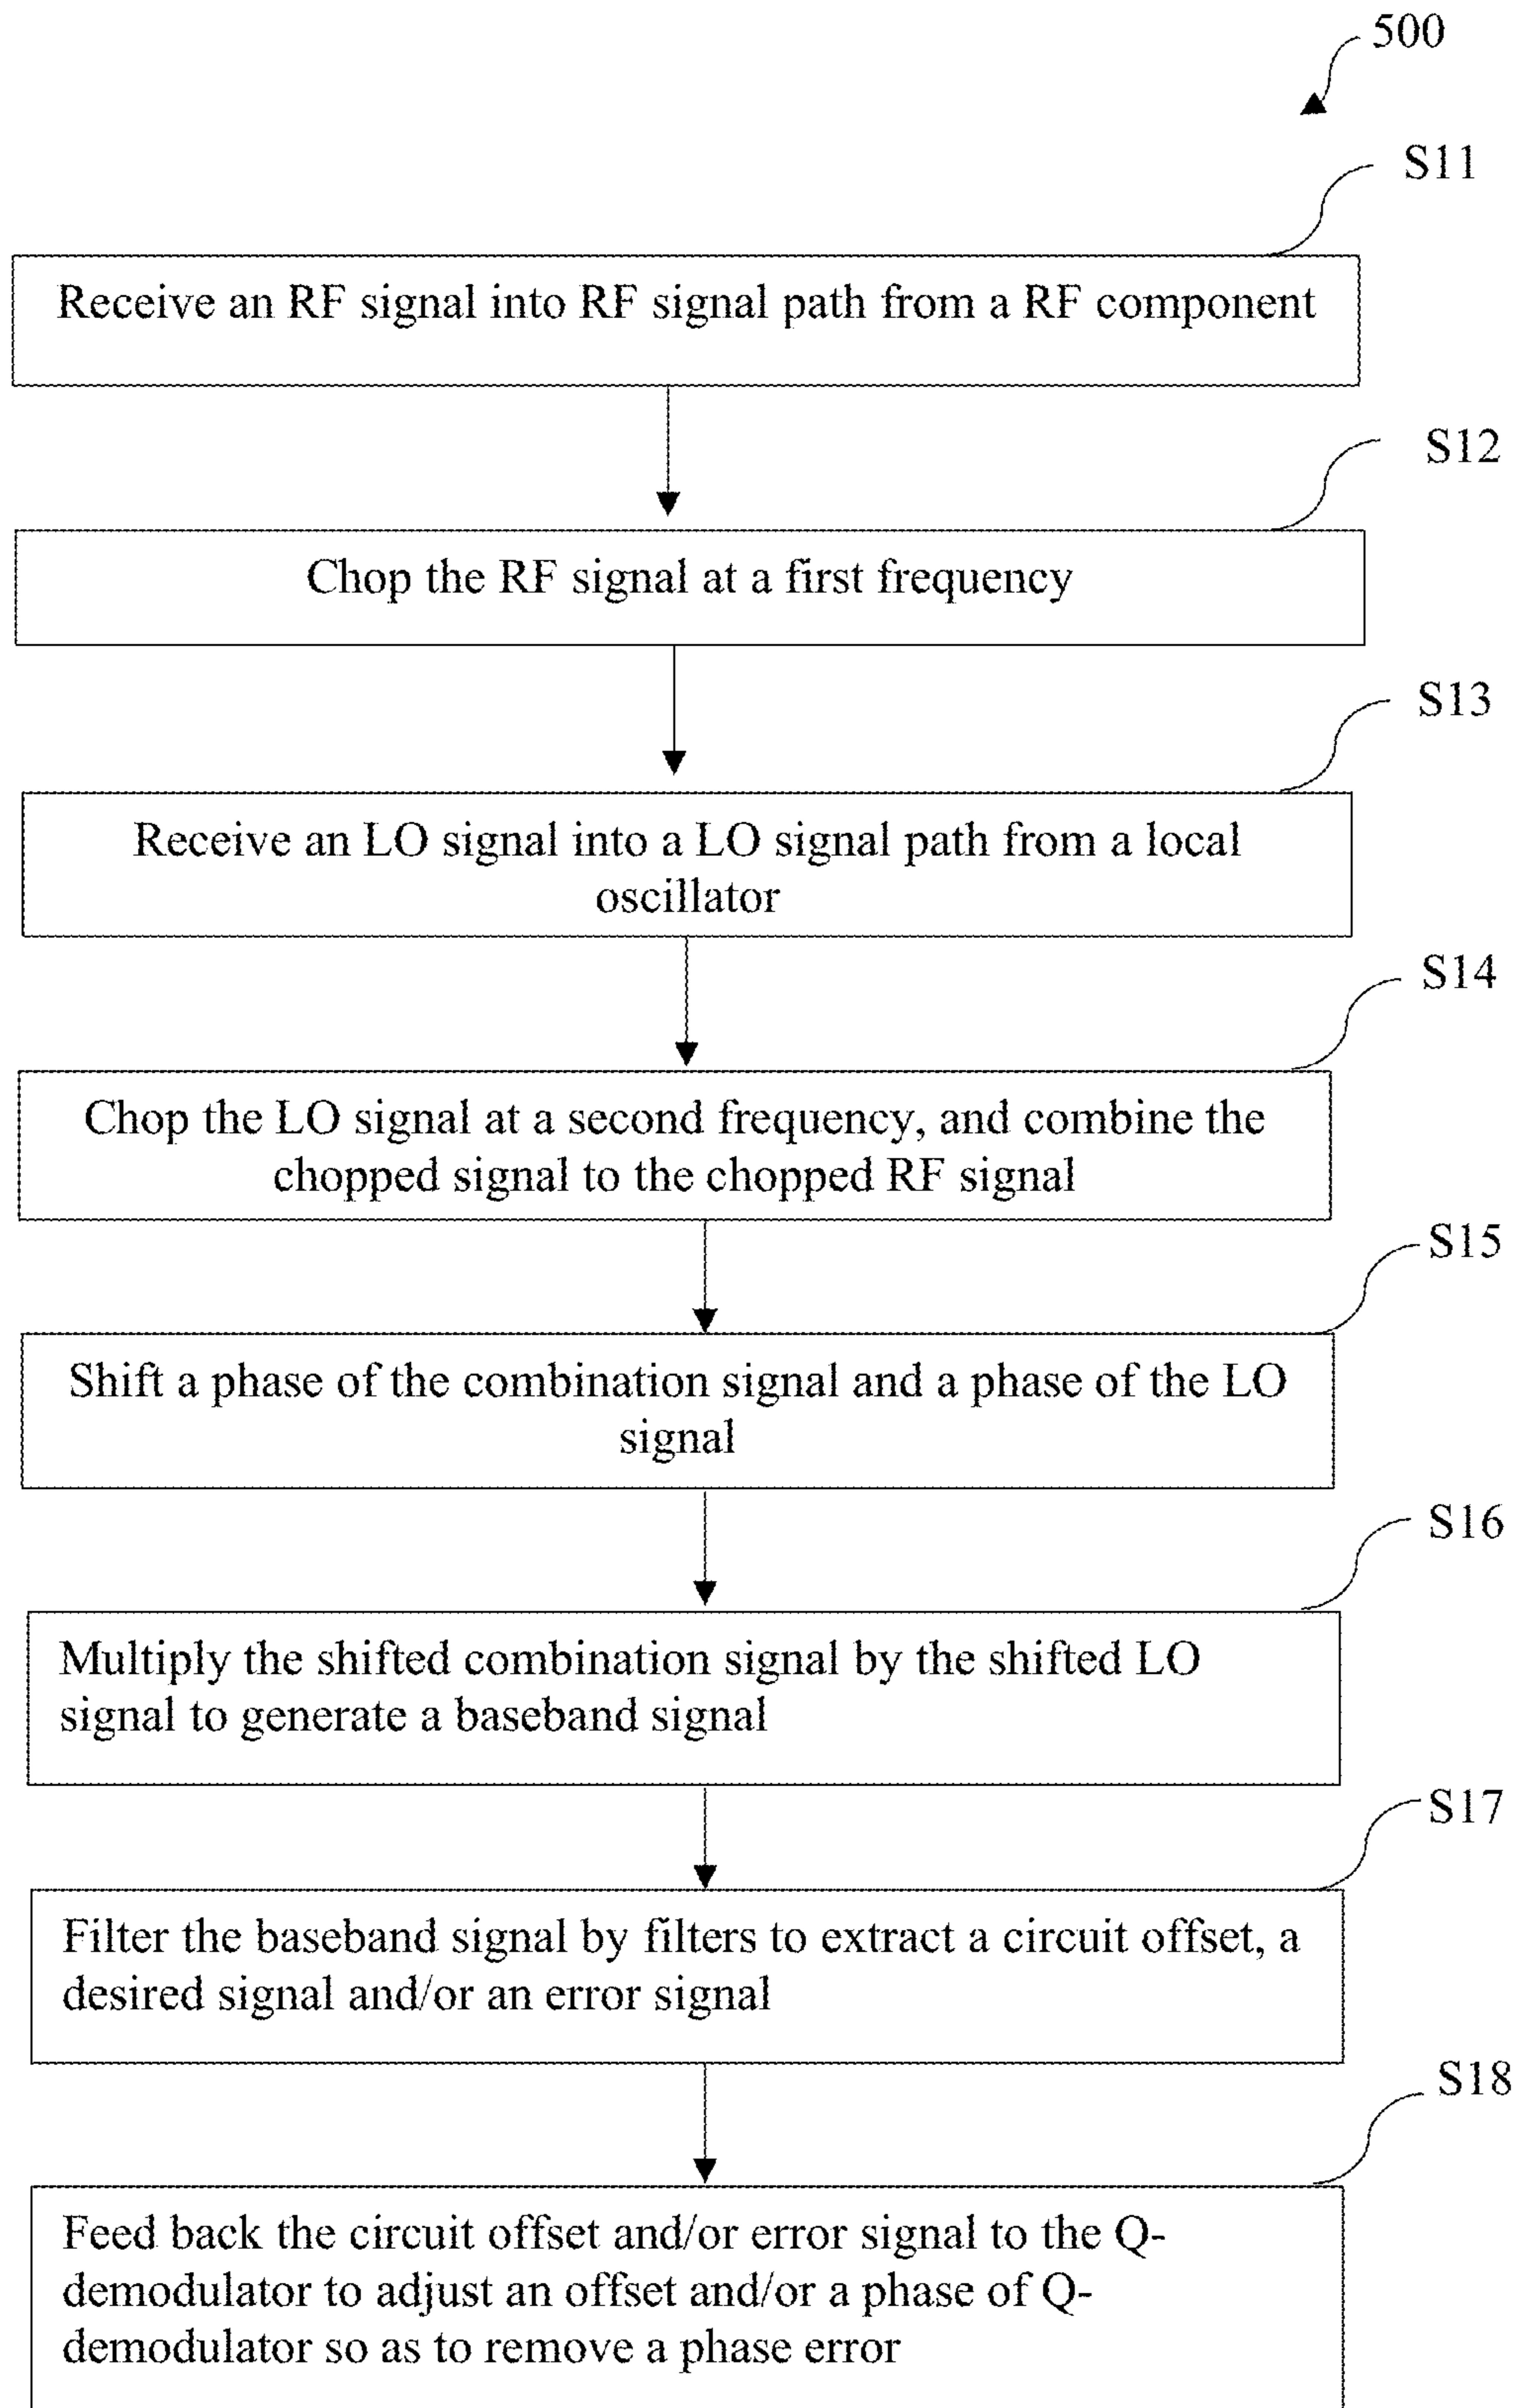 500
S11
Receive an RF signal into RF signal path from a RF component
S12
Chop the RF signal at a first frequency
S13
Receive an LO signal into a LO signal path from a local
oscillator
S14
Chop the LO signal at a second frequency, and combine the
chopped signal to the chopped RF signal
S15
Shift a phase of the combination signal and a phase of the LO
signal
S16
Multiply the shifted combination signal by the shifted LO
signal to generate a baseband signal
S17
Filter the baseband signal by filters to extract a circuit offset, a
desired signal and/or an error signal
S18
Feed back the circuit offset and/or error signal to the Q-
demodulator to adjust an offset and/or a phase of Q-
demodulator so as to remove a phase error